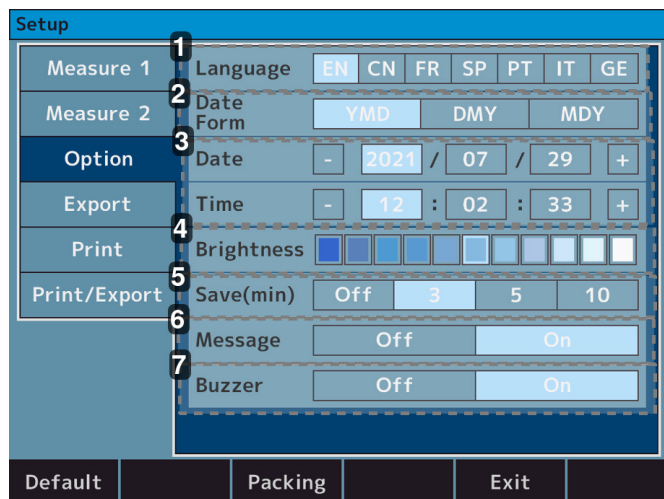 Setup
Measure 1
Measure 2
Option
Export
Print
Print/Export
1
Language EN CN FR SP PT IT GE
2
Date
Form YMD DMY MDY
3
Date - 2021 / 07 / 29 +
Time - 12 : 02 : 33 +
4
Brightness
5
Save(min) Off 3 5 10
6
Message Off On
7
Buzzer Off On
Default Packing Exit